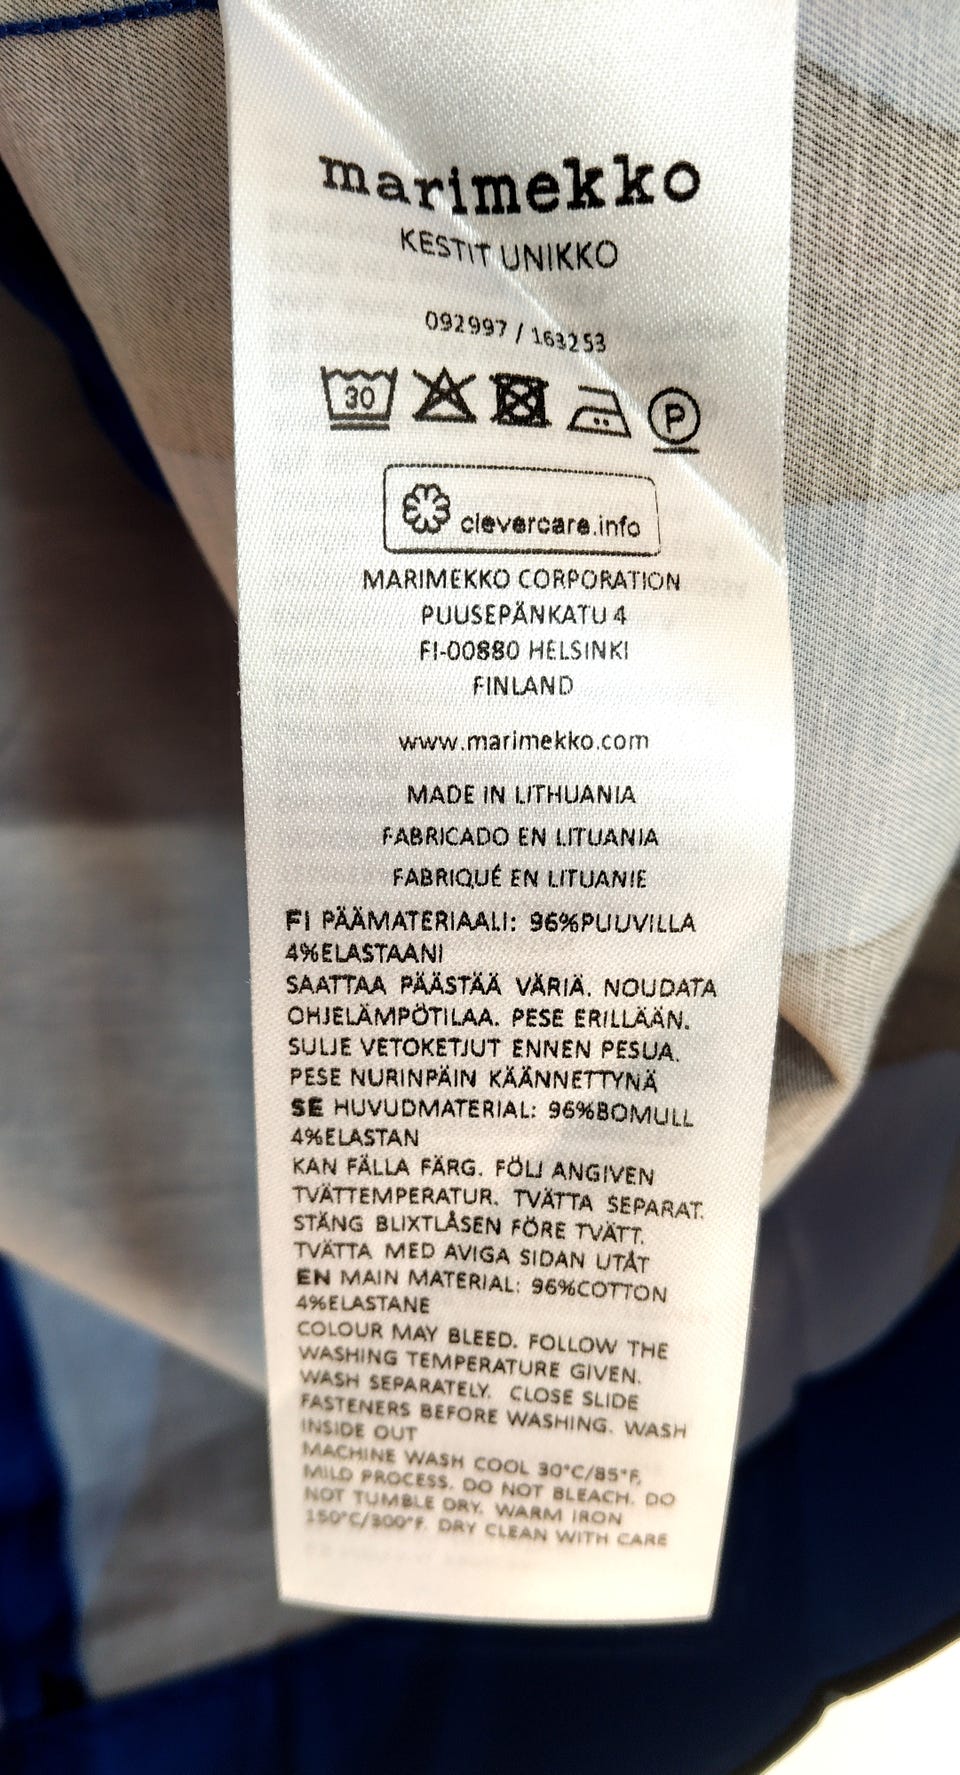 marimekko
KESTIT UNIKKO
092997 / 163253
30
P
clevercare.info
MARIMEKKO CORPORATION
PUUSEPÄNKATU 4
FI-00880 HELSINKI
FINLAND
www.marimekko.com
MADE IN LITHUANIA
FABRICADO EN LITUANIA
FABRIQUÉ EN LITUANIE
FI PÄÄMATERIAALI: 96%PUUVILLA
4%ELASTAANI
SAATTAA PÄÄSTÄÄ VÄRIÄ. NOUDATA
OHJELÄMPÖTILAA. PESE ERILLÄÄN.
SULJE VETOKETJUT ENNEN PESUA.
PESE NURINPÄIN KÄÄNNETTYNÄ
SE HUVUDMATERIAL: 96%BOMULL
4%ELASTAN
KAN FÄLLA FÄRG. FÖLJ ANGIVEN
TVÄTTEMPERATUR. TVÄTTA SEPARAT.
STÄNG BLIXTLÅSEN FÖRE TVÄTT.
TVÄTTA MED AVIGA SIDAN UTÅT
EN MAIN MATERIAL: 96%COTTON
4%ELASTANE
COLOUR MAY BLEED. FOLLOW THE
WASHING TEMPERATURE GIVEN.
WASH SEPARATELY. CLOSE SLIDE
FASTENERS BEFORE WASHING. WASH
INSIDE OUT
MACHINE WASH COOL 30°C/85°F,
MILD PROCESS. DO NOT BLEACH. DO
NOT TUMBLE DRY. WARM IRON
150°C/300°F. DRY CLEAN WITH CARE